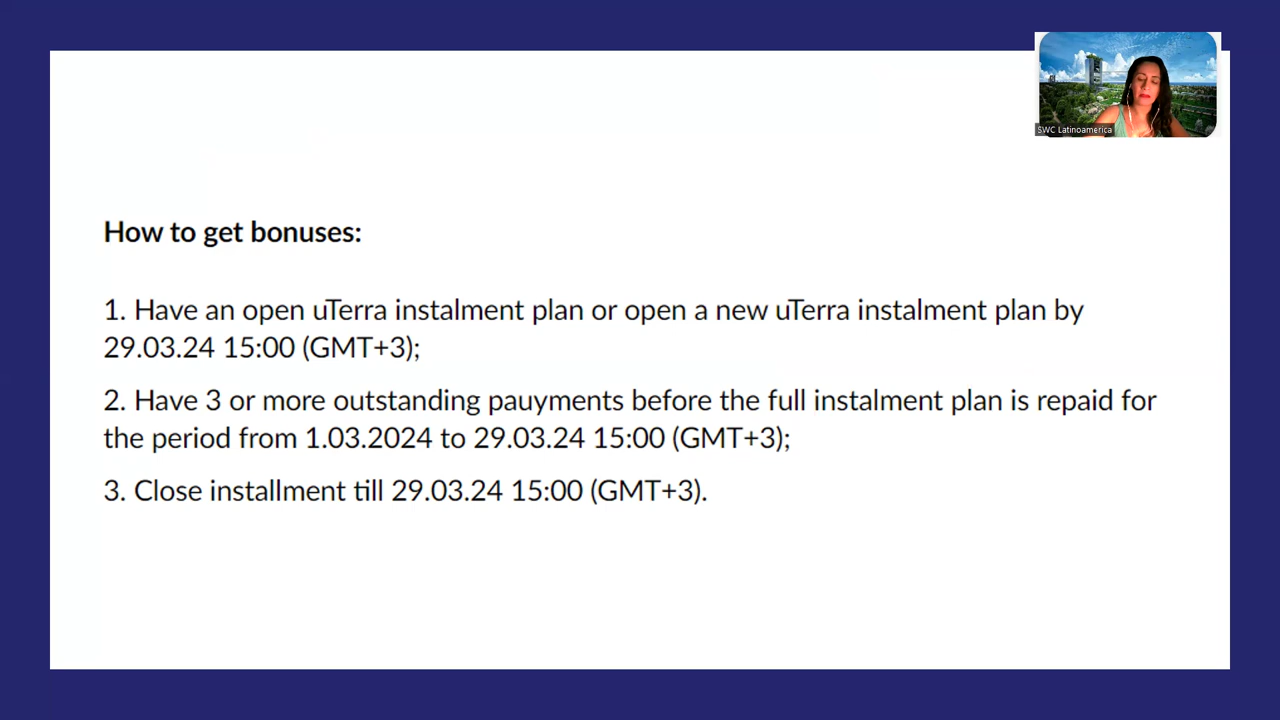 SWC Latinoamerica
How to get bonuses:
1. Have an open uTerra instalment plan or open a new uTerra instalment plan by
29.03.24 15:00 (GMT+3);
2. Have 3 or more outstanding pauyments before the full instalment plan is repaid for
the period from 1.03.2024 to 29.03.24 15:00 (GMT+3);
3. Close installment till 29.03.24 15:00 (GMT+3).